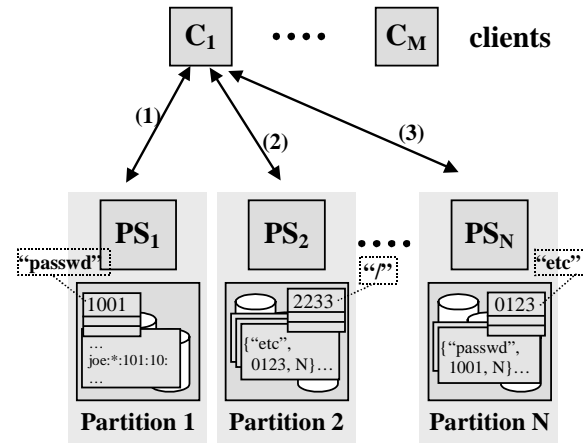 C1 •••• CM clients
(1) (2) (3)
PS1 PS2 •••• PSN
“passwd” “/” “etc”
1001 2233 0123
…
joe:*:101:10:
…
{“etc”,
0123, N}…
{“passwd”,
1001, N}…
Partition 1 Partition 2 Partition N